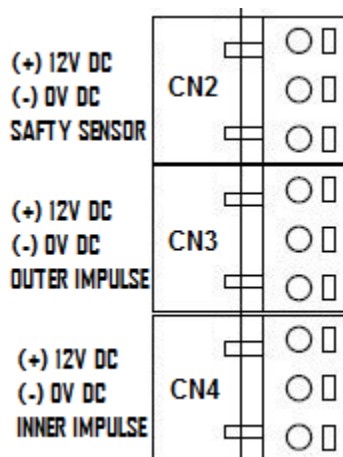 (+) 12V DC
(-) 0V DC
SAFTY SENSOR
CN2
(+) 12V DC
(-) 0V DC
OUTER IMPULSE
CN3
(+) 12V DC
(-) 0V DC
INNER IMPULSE
CN4